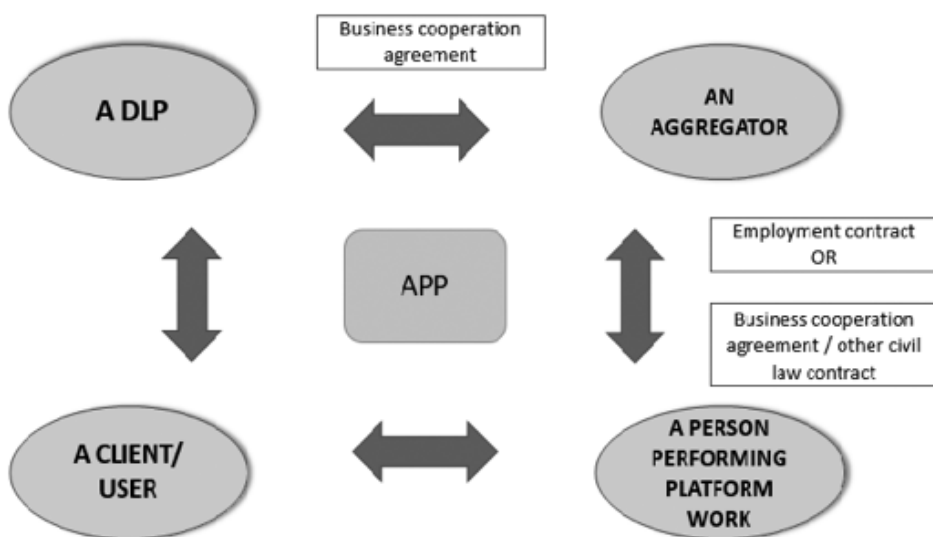 Business cooperation
agreement
A DLP
AN
AGGREGATOR
APP
Employment contract
OR
Business cooperation
agreement / other civil
law contract
A CLIENT/
USER
A PERSON
PERFORMING
PLATFORM
WORK